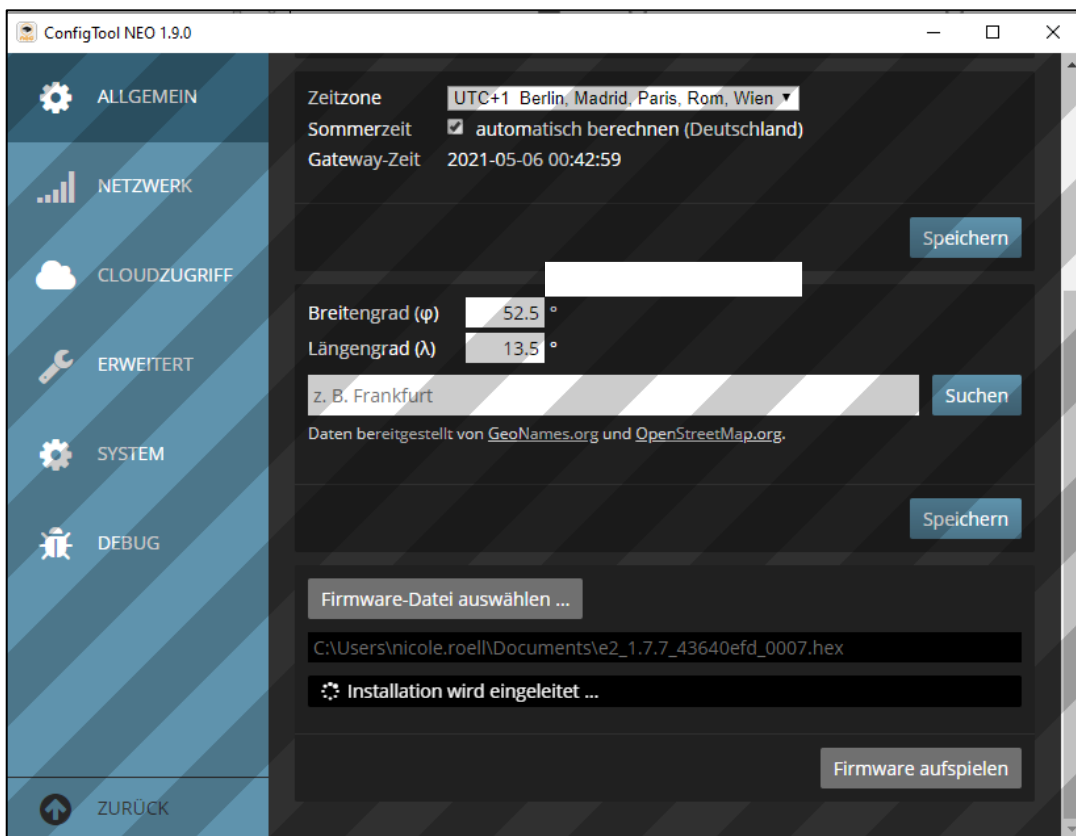 ConfigTool NEO 1.9.0
ALLGEMEIN
NETZWERK
CLOUDZUGRIFF
ERWEITERT
SYSTEM
DEBUG
ZURÜCK
Zeitzone UTC+1 Berlin, Madrid, Paris, Rom, Wien
Sommerzeit automatisch berechnen (Deutschland)
Gateway-Zeit 2021-05-06 00:42:59
Speichern
Breitengrad (φ) 52.5 °
Längengrad (λ) 13.5 °
z. B. Frankfurt Suchen
Daten bereitgestellt von GeoNames.org und OpenStreetMap.org.
Speichern
Firmware-Datei auswählen ...
C:\Users\nicole.roell\Documents\e2_1.7.7_43640efd_0007.hex
Installation wird eingeleitet ...
Firmware aufspielen